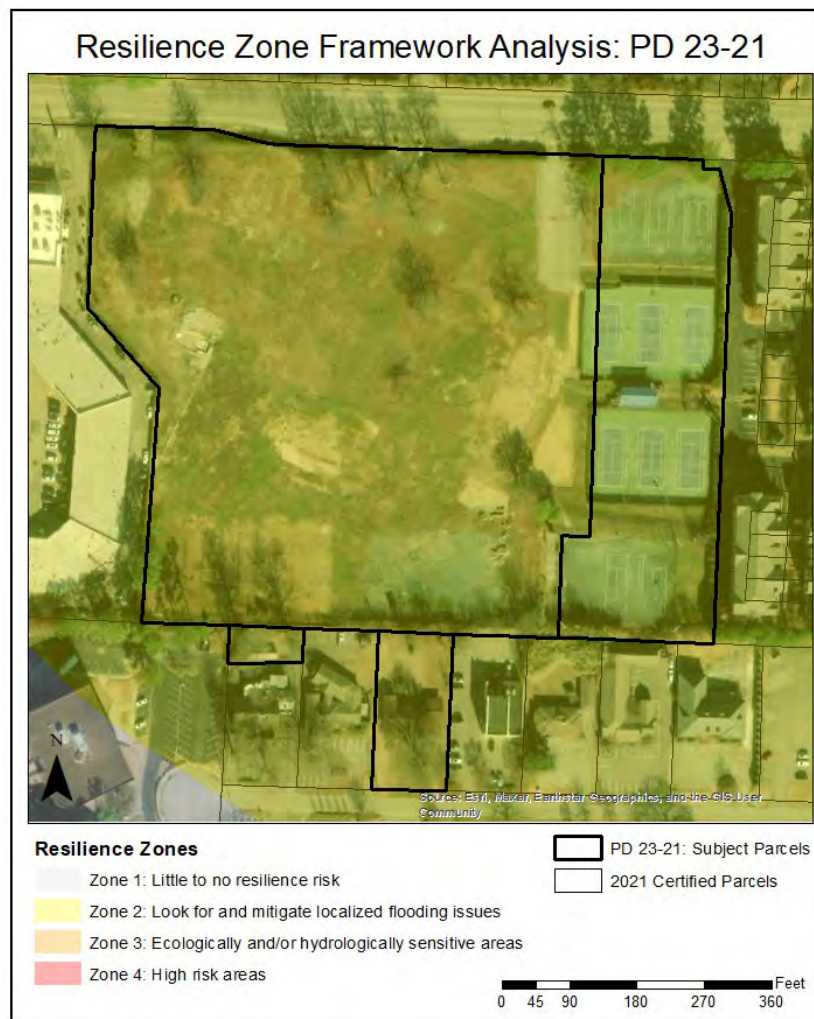 Resilience Zone Framework Analysis: PD 23-21
N
Source: Esri, Maxar, Earthstar Geographics, and the GIS User
Community
Resilience Zones
Zone 1: Little to no resilience risk
Zone 2: Look for and mitigate localized flooding issues
Zone 3: Ecologically and/or hydrologically sensitive areas
Zone 4: High risk areas
PD 23-21: Subject Parcels
2021 Certified Parcels
Feet
0 45 90 180 270 360